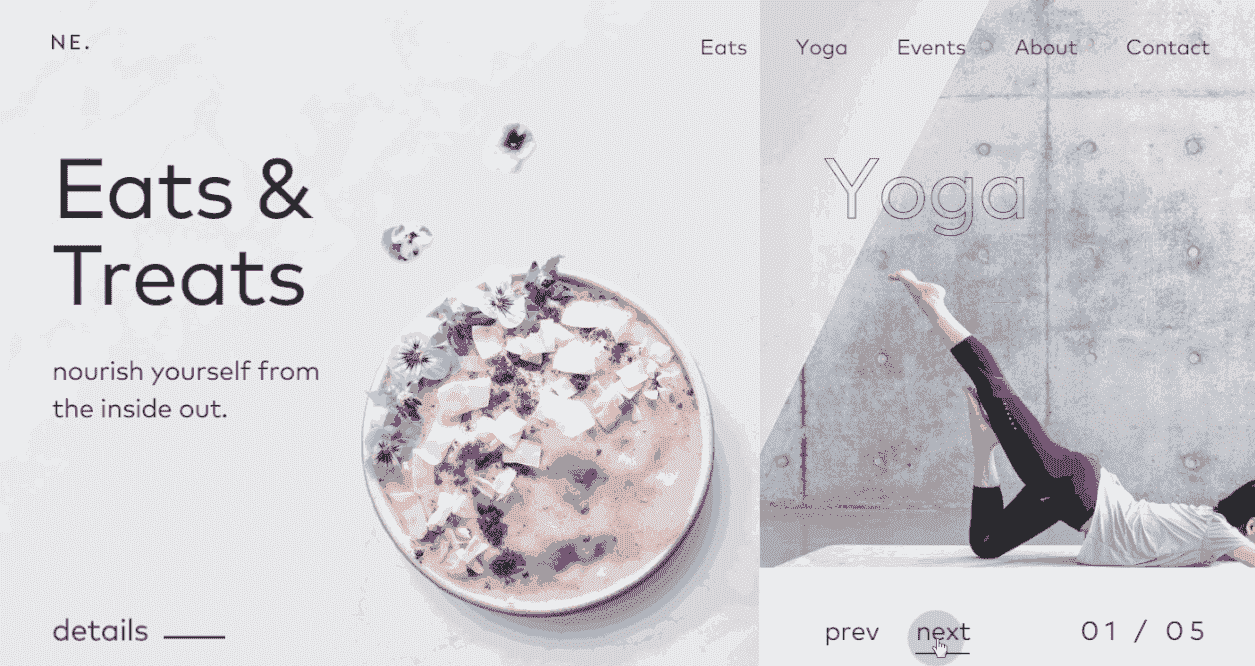 NE.
Eats Yoga Events About Contact
Eats &
Treats
nourish yourself from
the inside out.
details
Yoga
prev next 01 / 05